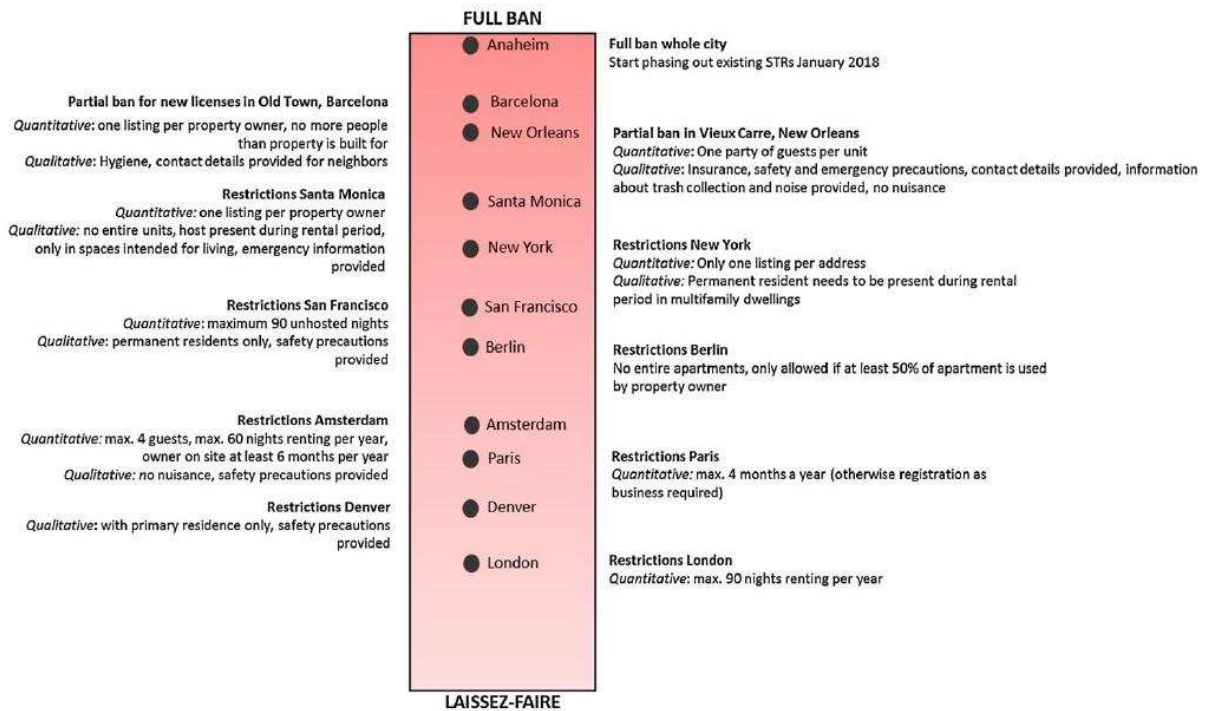 FULL BAN
Anaheim
Full ban whole city
Start phasing out existing STRs January 2018
Partial ban for new licenses in Old Town, Barcelona
Quantitative: one listing per property owner, no more people
than property is built for
Qualitative: Hygiene, contact details provided for neighbors
Barcelona
New Orleans
Partial ban in Vieux Carre, New Orleans
Quantitative: One party of guests per unit
Qualitative: Insurance, safety and emergency precautions, contact details provided, information
about trash collection and noise provided, no nuisance
Restrictions Santa Monica
Quantitative: one listing per property owner
Qualitative: no entire units, host present during rental period,
only in spaces intended for living, emergency information
provided
Santa Monica
New York
Restrictions New York
Quantitative: Only one listing per address
Qualitative: Permanent resident needs to be present during rental
period in multifamily dwellings
Restrictions San Francisco
Quantitative: maximum 90 unhosted nights
Qualitative: permanent residents only, safety precautions
provided
San Francisco
Berlin
Restrictions Berlin
No entire apartments, only allowed if at least 50% of apartment is used
by property owner
Restrictions Amsterdam
Quantitative: max. 4 guests, max. 60 nights renting per year,
owner on site at least 6 months per year
Qualitative: no nuisance, safety precautions provided
Amsterdam
Paris
Restrictions Paris
Quantitative: max. 4 months a year (otherwise registration as
business required)
Restrictions Denver
Qualitative: with primary residence only, safety precautions
provided
Denver
London
Restrictions London
Quantitative: max. 90 nights renting per year
LAISSEZ-FAIRE